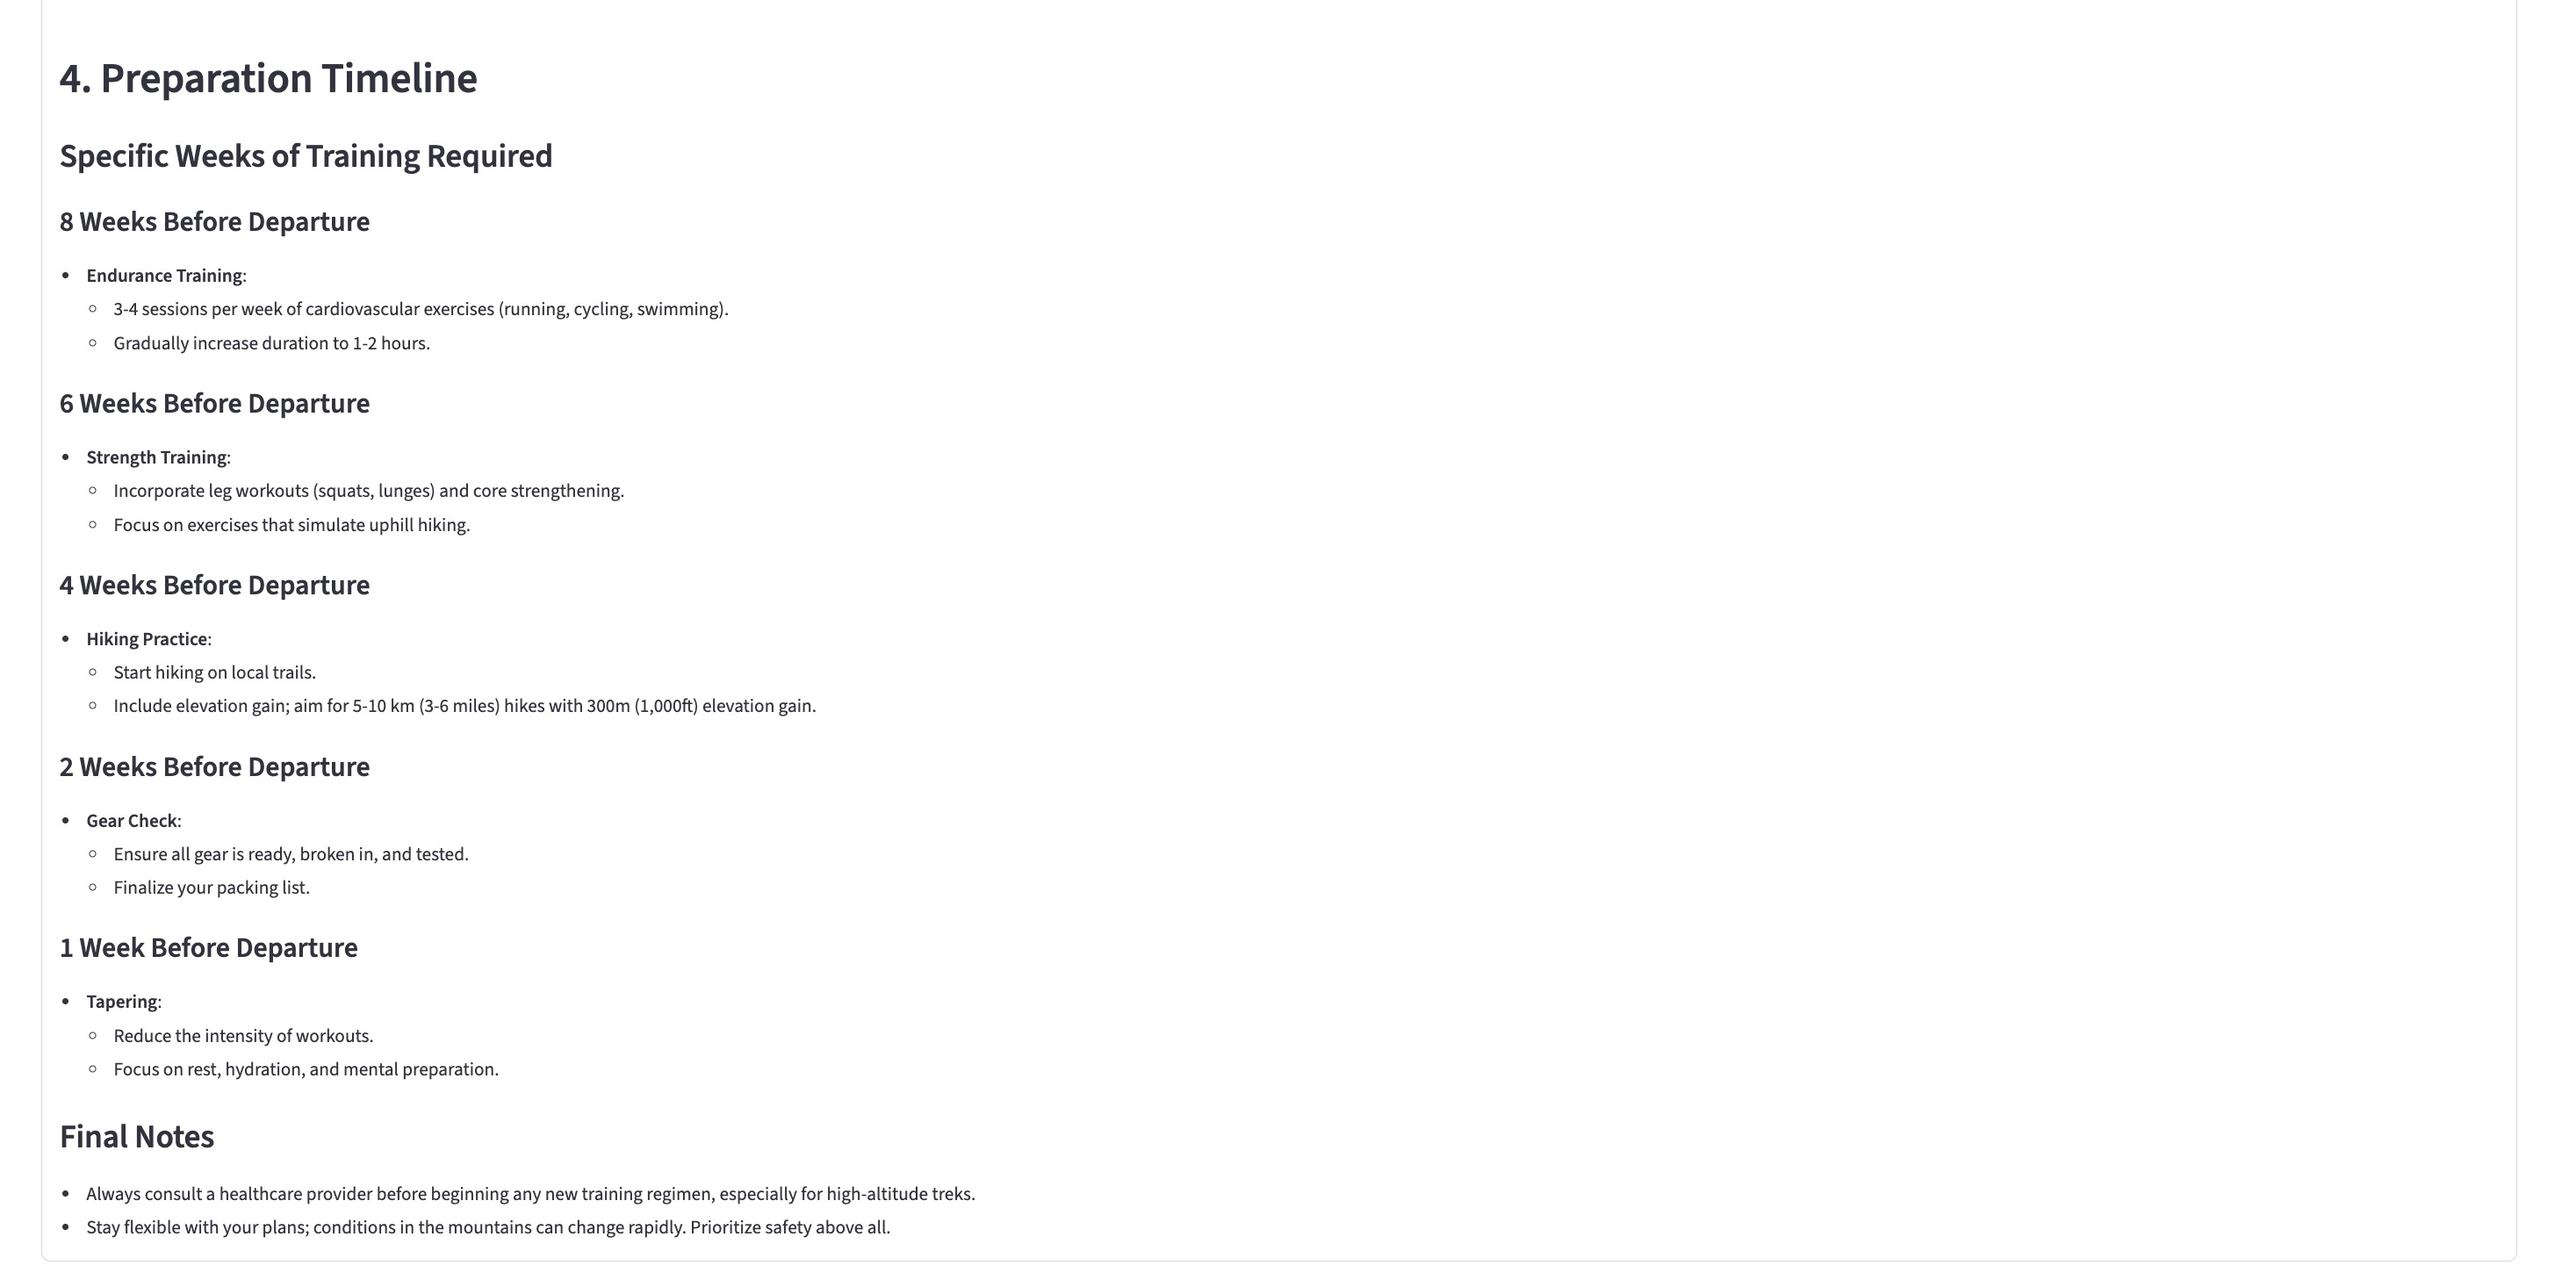 4. Preparation Timeline
Specific Weeks of Training Required
8 Weeks Before Departure
• Endurance Training:
◦ 3-4 sessions per week of cardiovascular exercises (running, cycling, swimming).
◦ Gradually increase duration to 1-2 hours.
6 Weeks Before Departure
• Strength Training:
◦ Incorporate leg workouts (squats, lunges) and core strengthening.
◦ Focus on exercises that simulate uphill hiking.
4 Weeks Before Departure
• Hiking Practice:
◦ Start hiking on local trails.
◦ Include elevation gain; aim for 5-10 km (3-6 miles) hikes with 300m (1,000ft) elevation gain.
2 Weeks Before Departure
• Gear Check:
◦ Ensure all gear is ready, broken in, and tested.
◦ Finalize your packing list.
1 Week Before Departure
• Tapering:
◦ Reduce the intensity of workouts.
◦ Focus on rest, hydration, and mental preparation.
Final Notes
• Always consult a healthcare provider before beginning any new training regimen, especially for high-altitude treks.
• Stay flexible with your plans; conditions in the mountains can change rapidly. Prioritize safety above all.